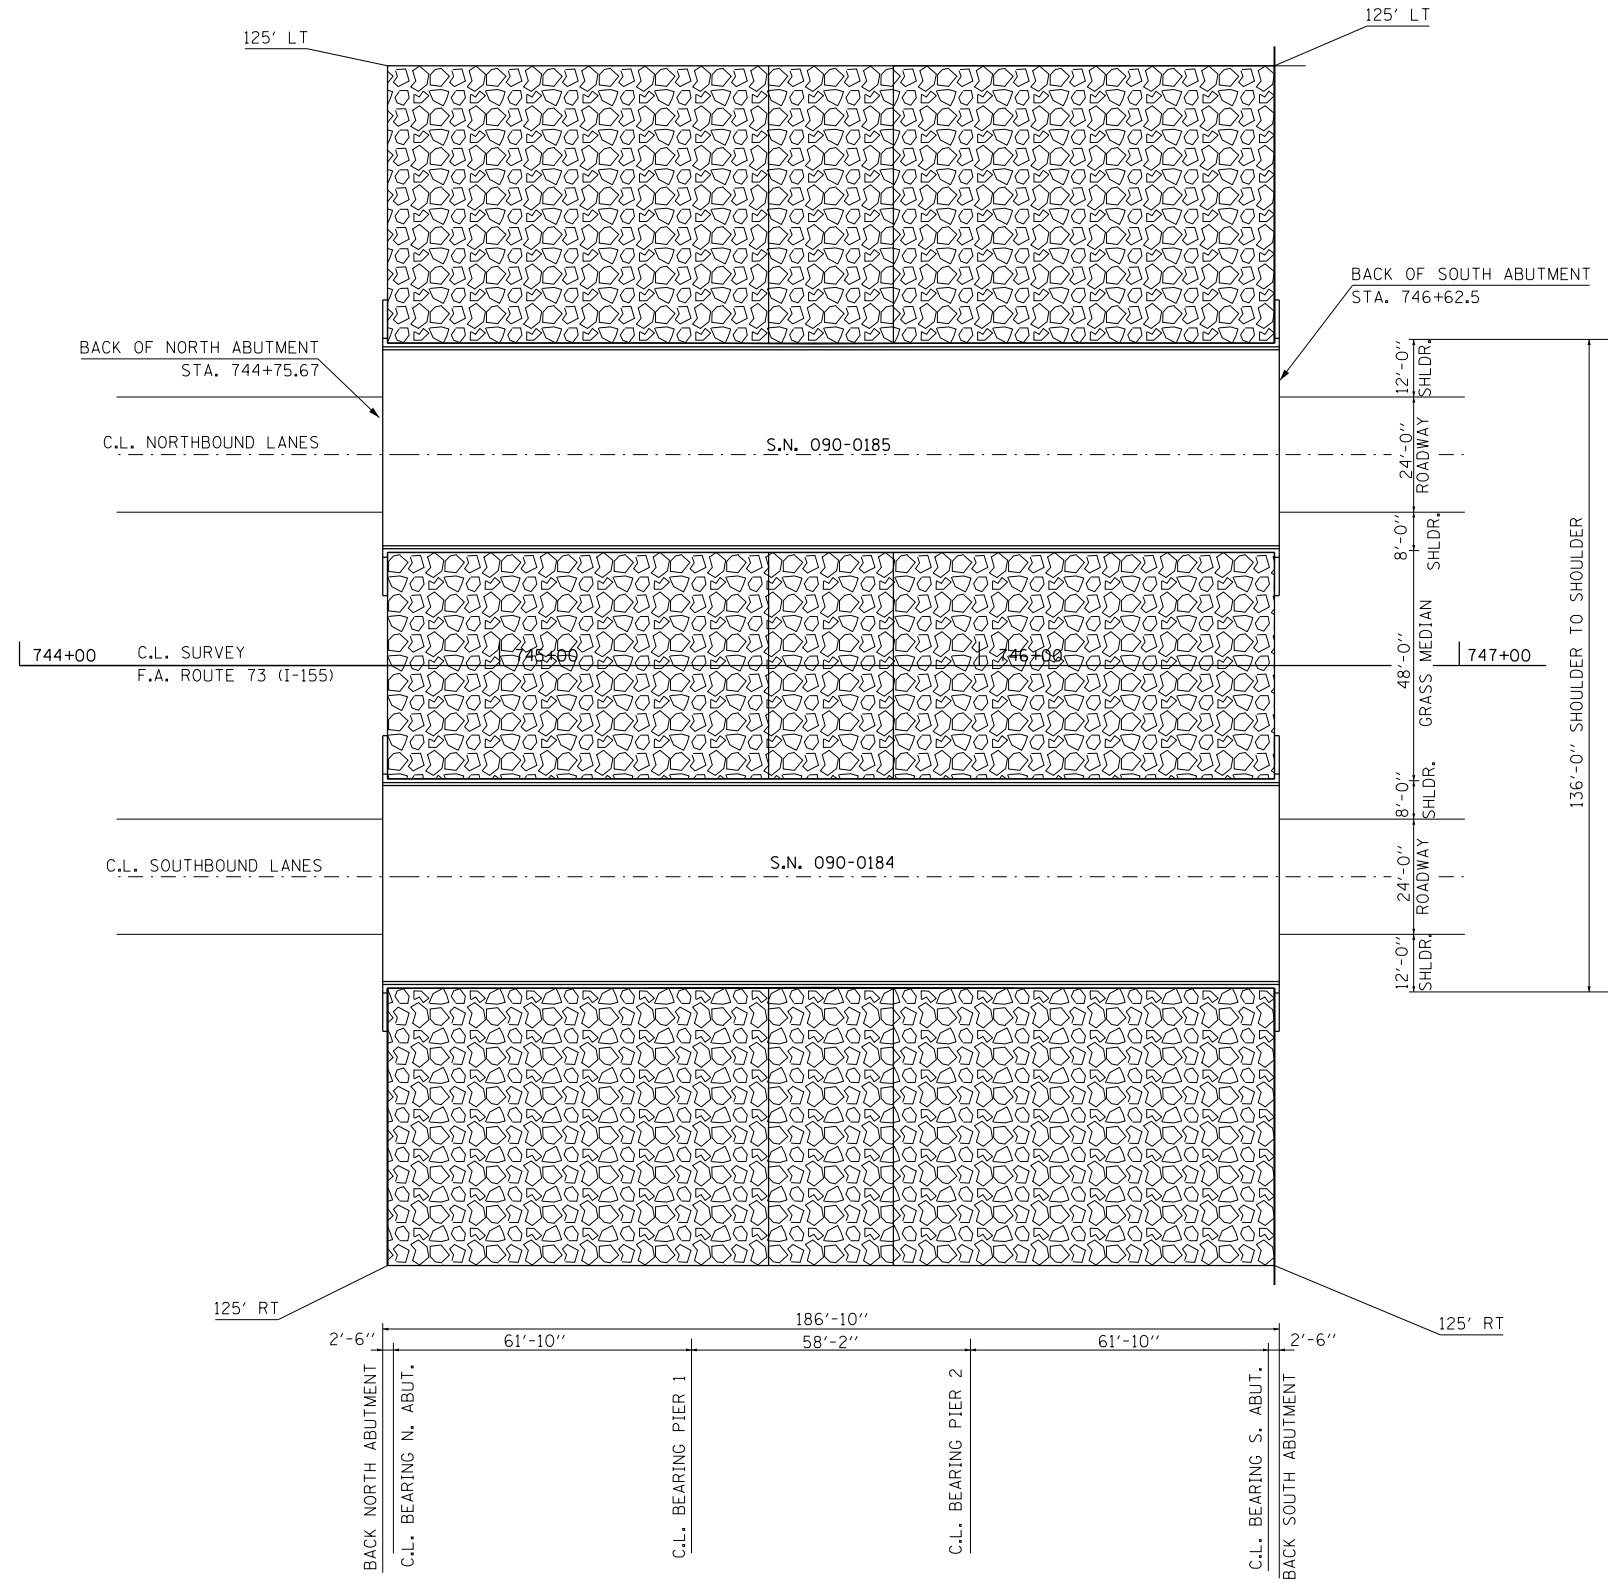 125' LT
125' LT
BACK OF SOUTH ABUTMENT
STA. 746+62.5
BACK OF NORTH ABUTMENT
STA. 744+75.67
12'-0"
SHLDR.
C.L. NORTHBOUND LANES
S.N. 090-0185
24'-0"
ROADWAY
8'-0"
SHLDR.
744+00
C.L. SURVEY
F.A. ROUTE 73 (I-155)
745+00
746+00
747+00
48'-0"
GRASS MEDIAN
136'-0" SHOULDER TO SHOULDER
8'-0"
SHLDR.
C.L. SOUTHBOUND LANES
S.N. 090-0184
24'-0"
ROADWAY
12'-0"
SHLDR.
125' RT
125' RT
186'-10"
2'-6"
61'-10"
58'-2"
61'-10"
2'-6"
BACK NORTH ABUTMENT
C.L. BEARING N. ABUT.
C.L. BEARING PIER 1
C.L. BEARING PIER 2
C.L. BEARING S. ABUT.
BACK SOUTH ABUTMENT